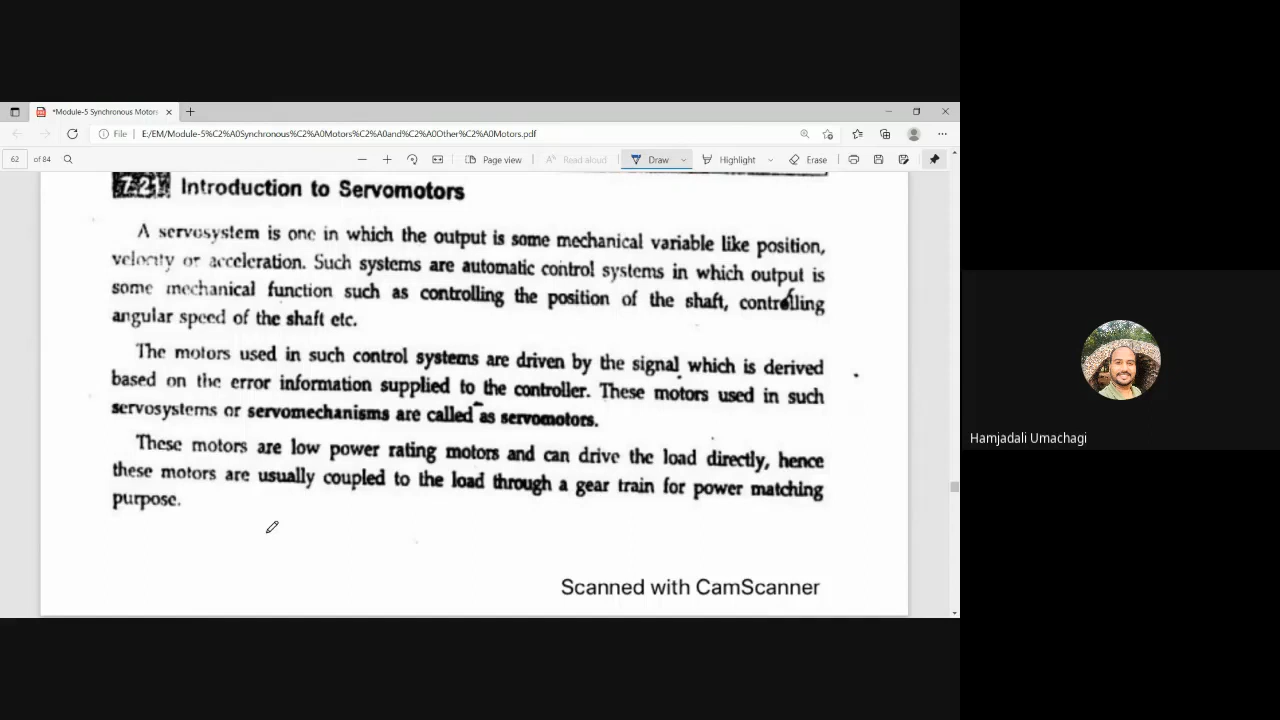 *Module-5 Synchronous Motors
File
E:/EM/Module-5%C2%A0Synchronous%C2%A0Motors%C2%A0and%C2%A0Other%C2%A0Motors.pdf
62 of 84
Page view
Read aloud
Draw
Highlight
Erase
7.21 Introduction to Servomotors
A servosystem is one in which the output is some mechanical variable like position,
velocity or acceleration. Such systems are automatic control systems in which output is
some mechanical function such as controlling the position of the shaft, controlling
angular speed of the shaft etc.
The motors used in such control systems are driven by the signal which is derived
based on the error information supplied to the controller. These motors used in such
servosystems or servomechanisms are called as servomotors.
These motors are low power rating motors and can drive the load directly, hence
these motors are usually coupled to the load through a gear train for power matching
purpose.
Scanned with CamScanner
Hamjadali Umachagi